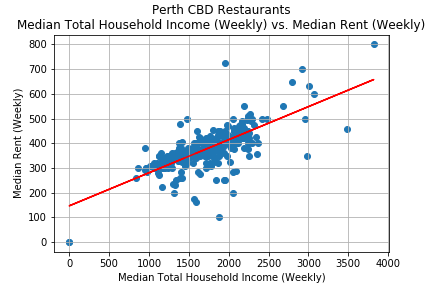 Perth CBD Restaurants
Median Total Household Income (Weekly) vs. Median Rent (Weekly)
800
700
600
500
400
300
200
100
0
Median Rent (Weekly)
0 500 1000 1500 2000 2500 3000 3500 4000
Median Total Household Income (Weekly)